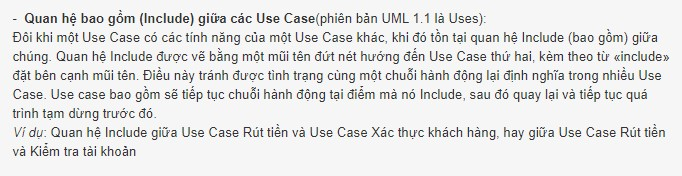 - Quan hệ bao gồm (Include) giữa các Use Case(phiên bản UML 1.1 là Uses):
Đôi khi một Use Case có các tính năng của một Use Case khác, khi đó tồn tại quan hệ Include (bao gồm) giữa
chúng. Quan hệ Include được vẽ bằng một mũi tên đứt nét hướng đến Use Case thứ hai, kèm theo từ «include»
đặt bên cạnh mũi tên. Điều này tránh được tình trạng cùng một chuỗi hành động lại định nghĩa trong nhiều Use
Case. Use case bao gồm sẽ tiếp tục chuỗi hành động tại điểm mà nó Include, sau đó quay lại và tiếp tục quá
trình tạm dừng trước đó.
Ví dụ: Quan hệ Include giữa Use Case Rút tiền và Use Case Xác thực khách hàng, hay giữa Use Case Rút tiền
và Kiểm tra tài khoản